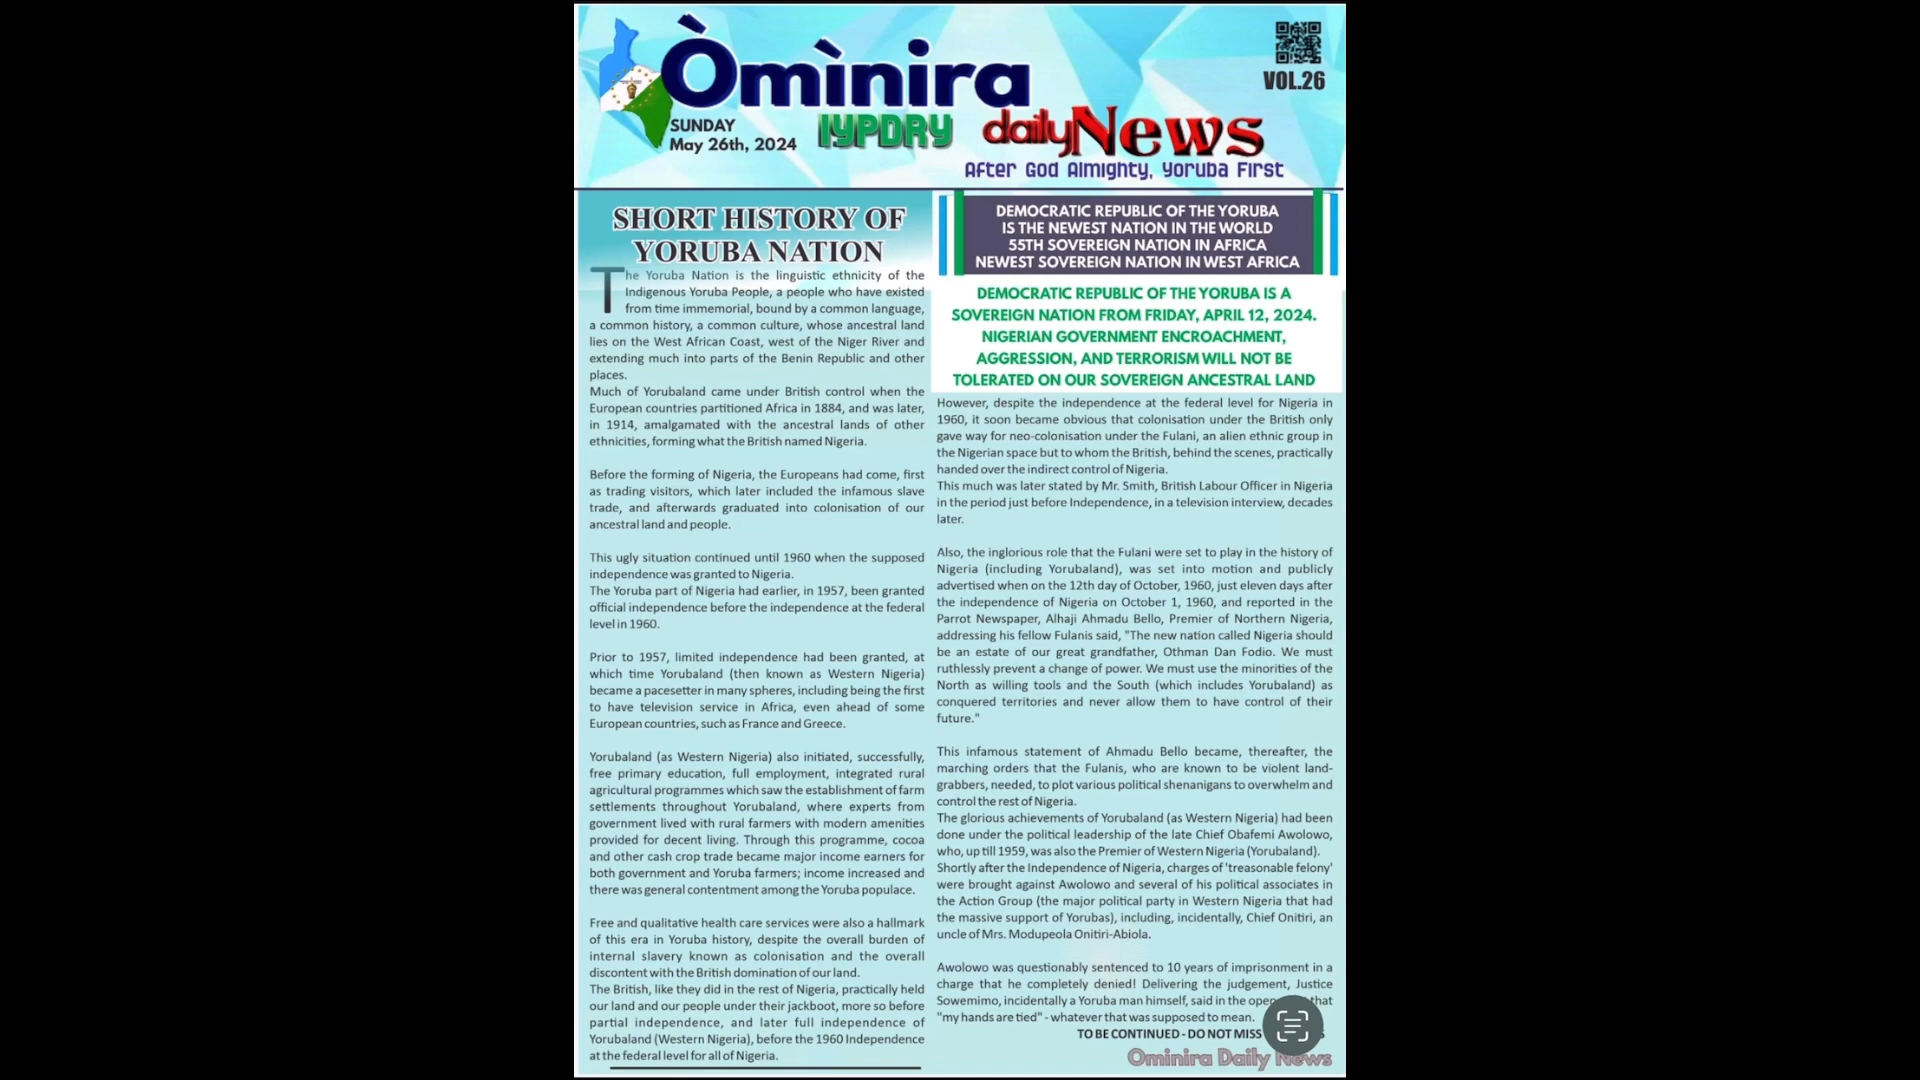 Òmìnira
SUNDAY
May 26th, 2024
IYPDRY
dailyNews
After God Almighty, Yoruba First
VOL.26
SHORT HISTORY OF
YORUBA NATION
The Yoruba Nation is the linguistic ethnicity of the
Indigenous Yoruba People, a people who have existed
from time immemorial, bound by a common language,
a common history, a common culture, whose ancestral land
lies on the West African Coast, west of the Niger River and
extending much into parts of the Benin Republic and other
places.
Much of Yorubaland came under British control when the
European countries partitioned Africa in 1884, and was later,
in 1914, amalgamated with the ancestral lands of other
ethnicities, forming what the British named Nigeria.
Before the forming of Nigeria, the Europeans had come, first
as trading visitors, which later included the infamous slave
trade, and afterwards graduated into colonisation of our
ancestral land and people.
This ugly situation continued until 1960 when the supposed
independence was granted to Nigeria.
The Yoruba part of Nigeria had earlier, in 1957, been granted
official independence before the independence at the federal
level in 1960.
Prior to 1957, limited independence had been granted, at
which time Yorubaland (then known as Western Nigeria)
became a pacesetter in many spheres, including being the first
to have television service in Africa, even ahead of some
European countries, such as France and Greece.
Yorubaland (as Western Nigeria) also initiated, successfully,
free primary education, full employment, integrated rural
agricultural programmes which saw the establishment of farm
settlements throughout Yorubaland, where experts from
government lived with rural farmers with modern amenities
provided for decent living. Through this programme, cocoa
and other cash crop trade became major income earners for
both government and Yoruba farmers; income increased and
there was general contentment among the Yoruba populace.
Free and qualitative health care services were also a hallmark
of this era in Yoruba history, despite the overall burden of
internal slavery known as colonisation and the overall
discontent with the British domination of our land.
The British, like they did in the rest of Nigeria, practically held
our land and our people under their jackboot, more so before
partial independence, and later full independence of
Yorubaland (Western Nigeria), before the 1960 Independence
at the federal level for all of Nigeria.
DEMOCRATIC REPUBLIC OF THE YORUBA
IS THE NEWEST NATION IN THE WORLD
55TH SOVEREIGN NATION IN AFRICA
NEWEST SOVEREIGN NATION IN WEST AFRICA
DEMOCRATIC REPUBLIC OF THE YORUBA IS A
SOVEREIGN NATION FROM FRIDAY, APRIL 12, 2024.
NIGERIAN GOVERNMENT ENCROACHMENT,
AGGRESSION, AND TERRORISM WILL NOT BE
TOLERATED ON OUR SOVEREIGN ANCESTRAL LAND
However, despite the independence at the federal level for Nigeria in
1960, it soon became obvious that colonisation under the British only
gave way for neo-colonisation under the Fulani, an alien ethnic group in
the Nigerian space but to whom the British, behind the scenes, practically
handed over the indirect control of Nigeria.
This much was later stated by Mr. Smith, British Labour Officer in Nigeria
in the period just before Independence, in a television interview, decades
later.
Also, the inglorious role that the Fulani were set to play in the history of
Nigeria (including Yorubaland), was set into motion and publicly
advertised when on the 12th day of October, 1960, just eleven days after
the independence of Nigeria on October 1, 1960, and reported in the
Parrot Newspaper, Alhaji Ahmadu Bello, Premier of Northern Nigeria,
addressing his fellow Fulanis said, "The new nation called Nigeria should
be an estate of our great grandfather, Othman Dan Fodio. We must
ruthlessly prevent a change of power. We must use the minorities of the
North as willing tools and the South (which includes Yorubaland) as
conquered territories and never allow them to have control of their
future."
This infamous statement of Ahmadu Bello became, thereafter, the
marching orders that the Fulanis, who are known to be violent land-
grabbers, needed, to plot various political shenanigans to overwhelm and
control the rest of Nigeria.
The glorious achievements of Yorubaland (as Western Nigeria) had been
done under the political leadership of the late Chief Obafemi Awolowo,
who, up till 1959, was also the Premier of Western Nigeria (Yorubaland).
Shortly after the Independence of Nigeria, charges of 'treasonable felony'
were brought against Awolowo and several of his political associates in
the Action Group (the major political party in Western Nigeria that had
the massive support of Yorubas), including, incidentally, Chief Onitiri, an
uncle of Mrs. Modupeola Onitiri-Abiola.
Awolowo was questionably sentenced to 10 years of imprisonment in a
charge that he completely denied! Delivering the judgement, Justice
Sowemimo, incidentally a Yoruba man himself, said in the open that
"my hands are tied" - whatever that was supposed to mean.
TO BE CONTINUED - DO NOT MISS
Ominira Daily News